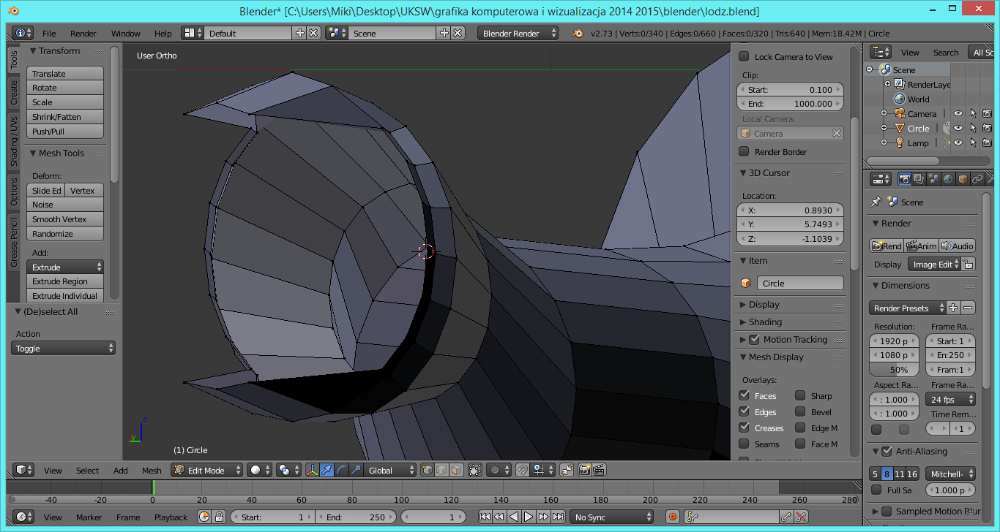 Blender* [C:\Users\Miki\Desktop\UKSW\grafika komputerowa i wizualizacja 2014 2015\blender\lodz.blend]
File Render Window Help Default Scene Blender Render v2.73 | Verts:0/340 | Edges:0/660 | Faces:0/320 | Tris:640 | Mem:18.42M | Circle
Tools
Create
Shading / UVs
Options
Grease Pencil
Transform
Translate
Rotate
Scale
Shrink/Fatten
Push/Pull
Mesh Tools
Deform:
Slide Ed Vertex
Noise
Smooth Vertex
Randomize
Add:
Extrude
Extrude Region
Extrude Individual
(De)select All
Action
Toggle
User Ortho
z
y
(1) Circle
Lock Camera to View
Clip:
Start: 0.100
End: 1000.000
Local Camera:
Camera
Render Border
3D Cursor
Location:
X: 0.8930
Y: 5.7493
Z: -1.1039
Item
Circle
Display
Shading
Motion Tracking
Mesh Display
Overlays:
Faces Sharp
Edges Bevel
Creases Edge M
Seams Face M
View Search All Sc
Scene
RenderLaye
World
Camera
Circle
Lamp
Scene
Render
Rend Anim Audio
Display Image Edit
Dimensions
Render Presets
Resolution: Frame Ra...
1920 p Start: 1
1080 p En:250
50% Fram:1
Aspect Ra... Frame Ra...
: 1.000 24 fps
: 1.000 Time Rem...
1
Anti-Aliasing
5 8 11 16 Mitchell-
Full Sa 1.000 p
Sampled Motion Blur
View Select Add Mesh Edit Mode Global
-40 -20 0 20 40 60 80 100 120 140 160 180 200 220 240 260 280
View Marker Frame Playback Start: 1 End: 250 1 No Sync